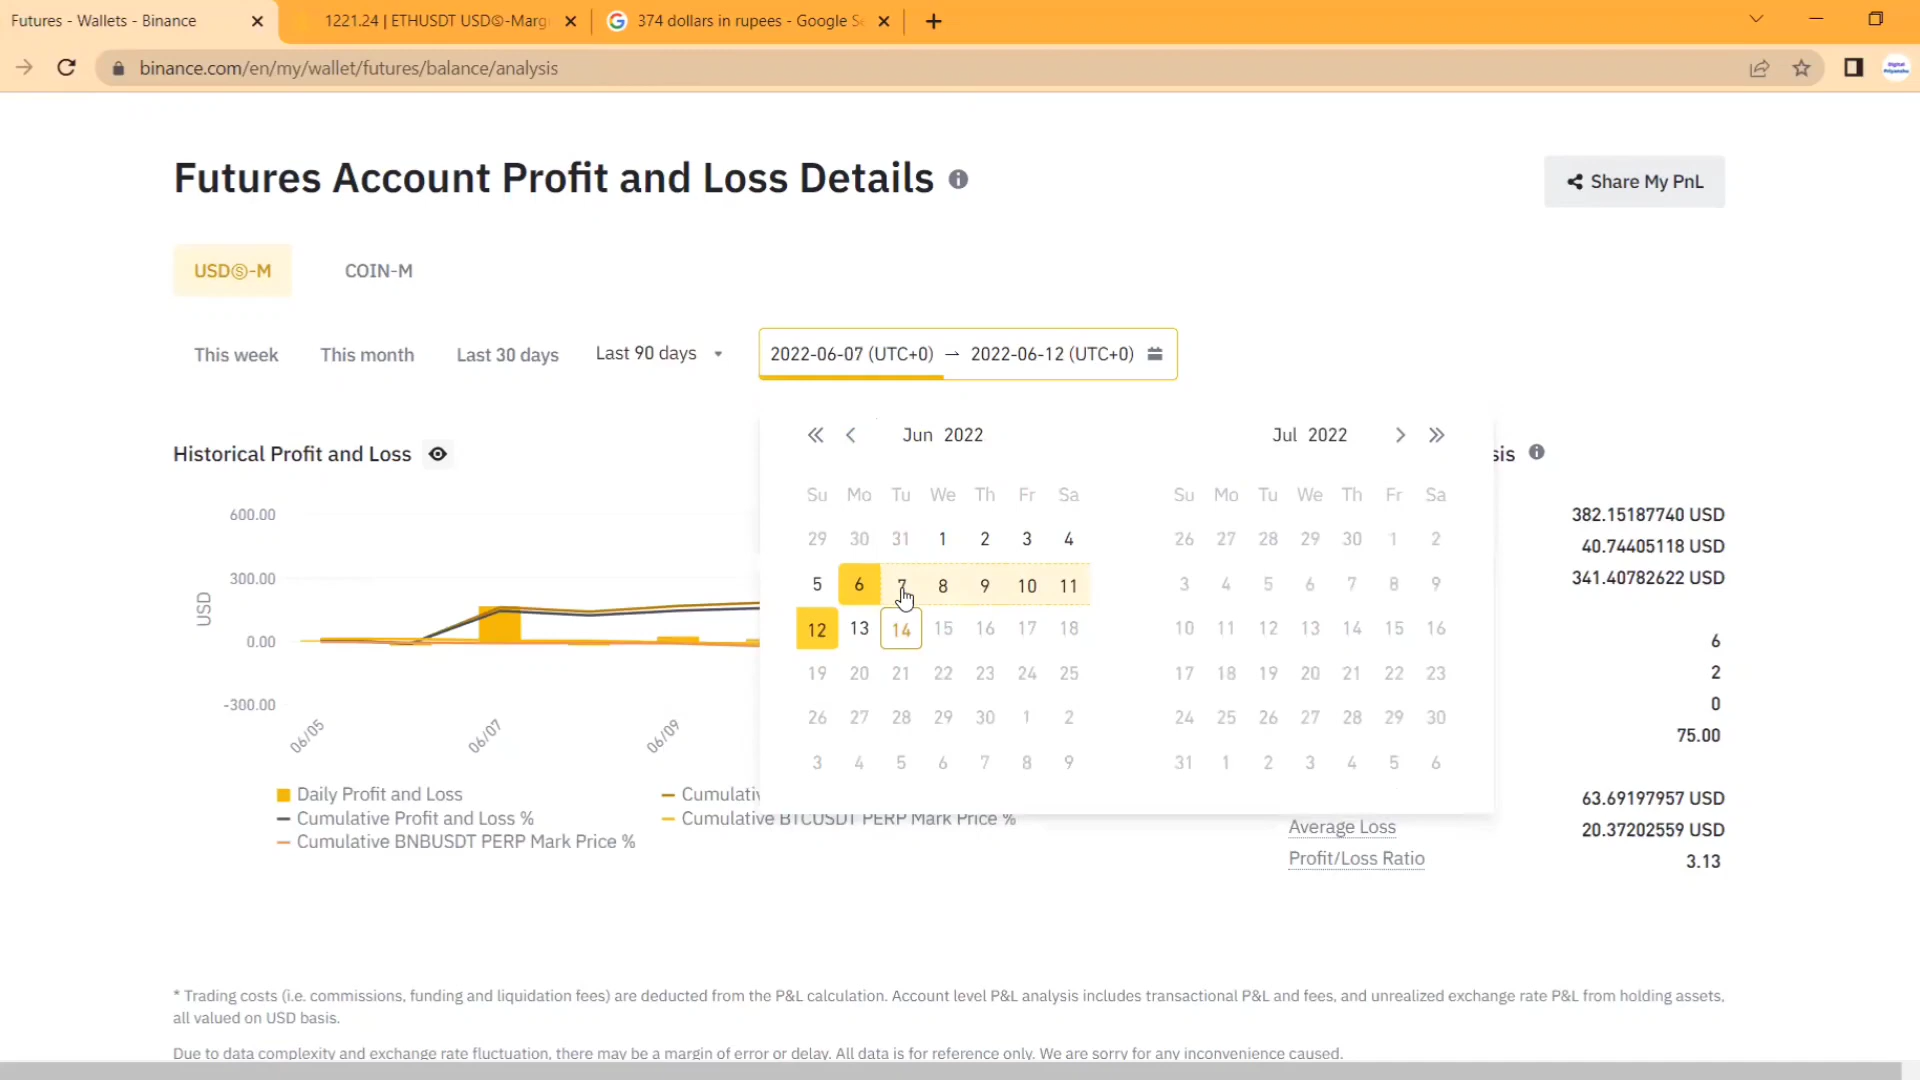 Futures - Wallets - Binance
1221.24 | ETHUSDT USDⓈ-Marg
374 dollars in rupees - Google Se
binance.com/en/my/wallet/futures/balance/analysis
Futures Account Profit and Loss Details
Share My PnL
USDⓈ-M
COIN-M
This week
This month
Last 30 days
Last 90 days
2022-06-07 (UTC+0) → 2022-06-12 (UTC+0)
Jun 2022
Su Mo Tu We Th Fr Sa
29 30 31 1 2 3 4
5 6 7 8 9 10 11
12 13 14 15 16 17 18
19 20 21 22 23 24 25
26 27 28 29 30 1 2
3 4 5 6 7 8 9
Jul 2022
Su Mo Tu We Th Fr Sa
26 27 28 29 30 1 2
3 4 5 6 7 8 9
10 11 12 13 14 15 16
17 18 19 20 21 22 23
24 25 26 27 28 29 30
31 1 2 3 4 5 6
Historical Profit and Loss
sis
600.00
300.00
0.00
-300.00
USD
06/05
06/07
06/09
Daily Profit and Loss
Cumulative Profit and Loss %
Cumulative BNBUSDT PERP Mark Price %
Cumulativ
Cumulative BTCUSDT PERP Mark Price %
382.15187740 USD
40.74405118 USD
341.40782622 USD
6
2
0
75.00
63.69197957 USD
Average Loss 20.37202559 USD
Profit/Loss Ratio 3.13
* Trading costs (i.e. commissions, funding and liquidation fees) are deducted from the P&L calculation. Account level P&L analysis includes transactional P&L and fees, and unrealized exchange rate P&L from holding assets,
all valued on USD basis.
Due to data complexity and exchange rate fluctuation, there may be a margin of error or delay. All data is for reference only. We are sorry for any inconvenience caused.